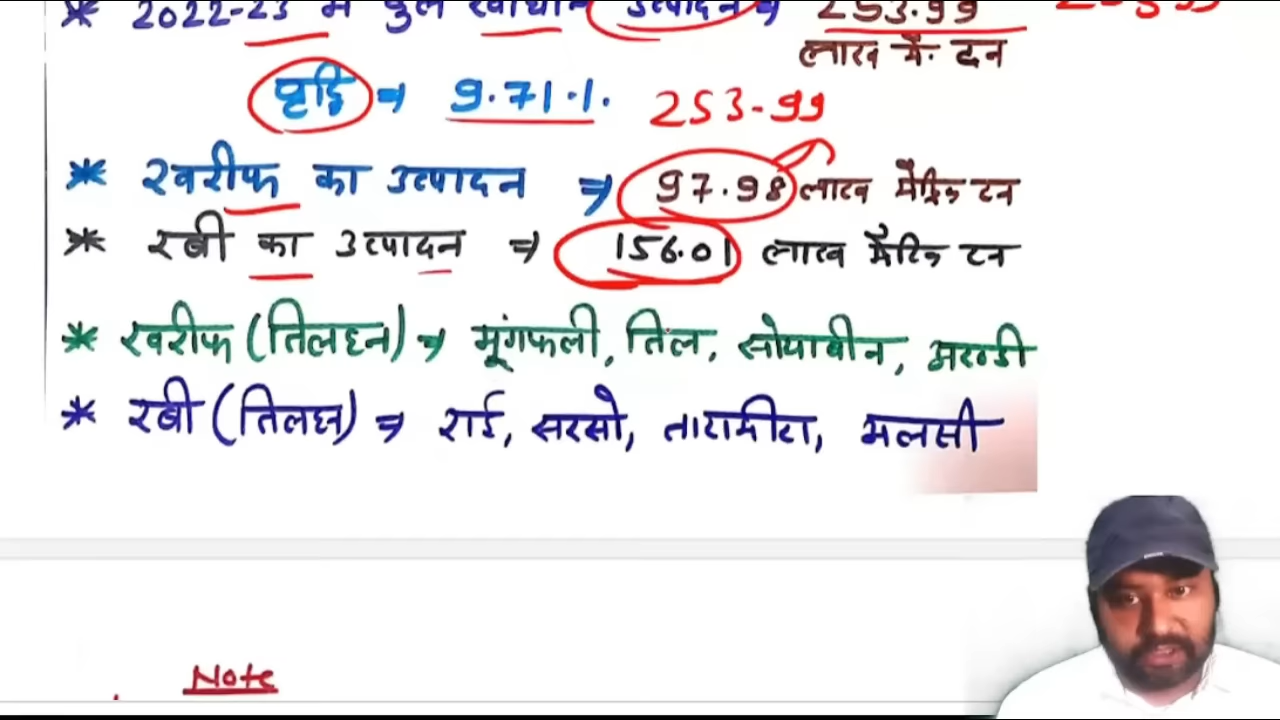 * 2022-23 में कुल खाद्यान्न उत्पादन ⇒ 253.99
लाख मै. टन
वृद्धि ⇒ 9.71.1. 253-99
* खरीफ का उत्पादन ⇒ 97.98 लाख मैट्रिक टन
* रबी का उत्पादन ⇒ 156.01 लाख मैट्रिक टन
* खरीफ (तिलहन) ⇒ मूंगफली, तिल, सोयाबीन, अरण्डी
* रबी (तिलहन) ⇒ राई, सरसो, तारामीरा, अलसी
Note